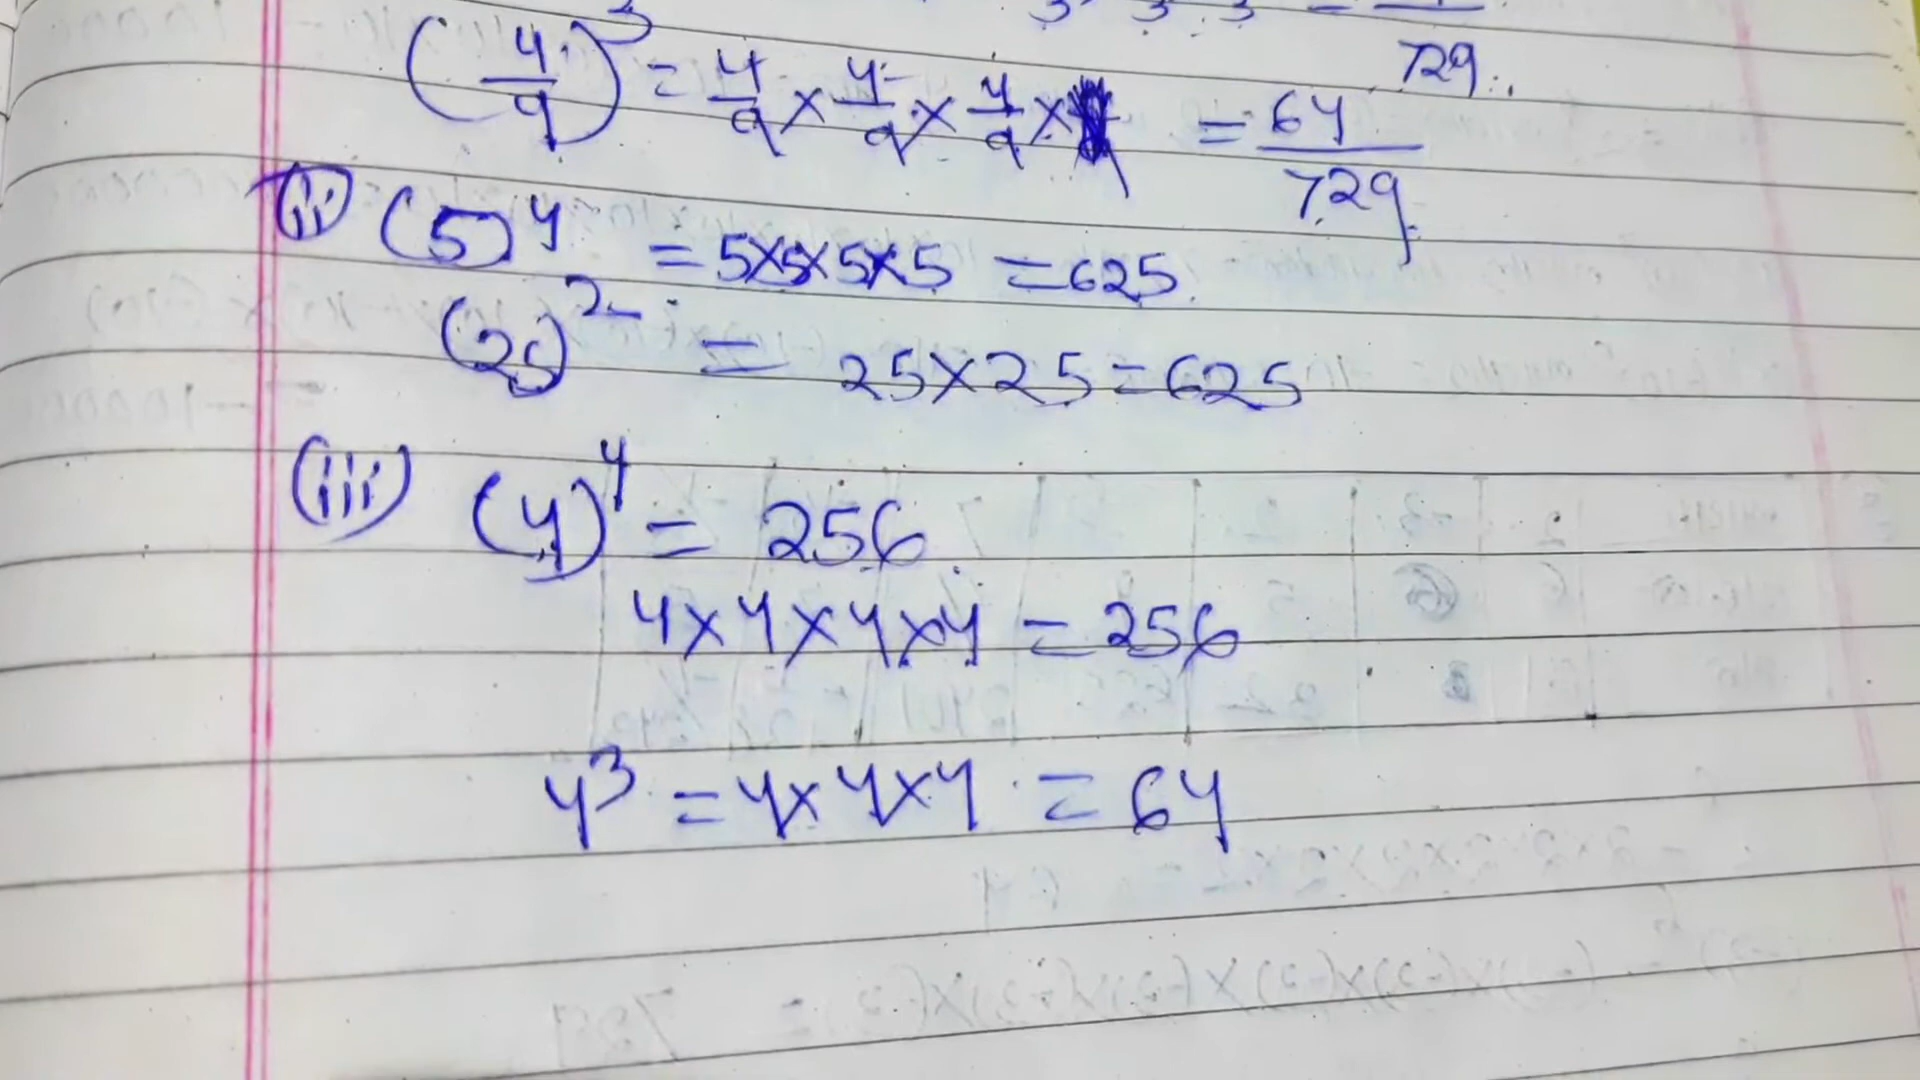 729
(4/9)³ = 4/9 × 4/9 × 4/9 × = 64/729
(ii) (5)⁴ = 5×5×5×5 = 625
(25)² = 25×25 = 625
(iii) (4)⁴ = 256
4×4×4×4 = 256
4³ = 4×4×4 = 64